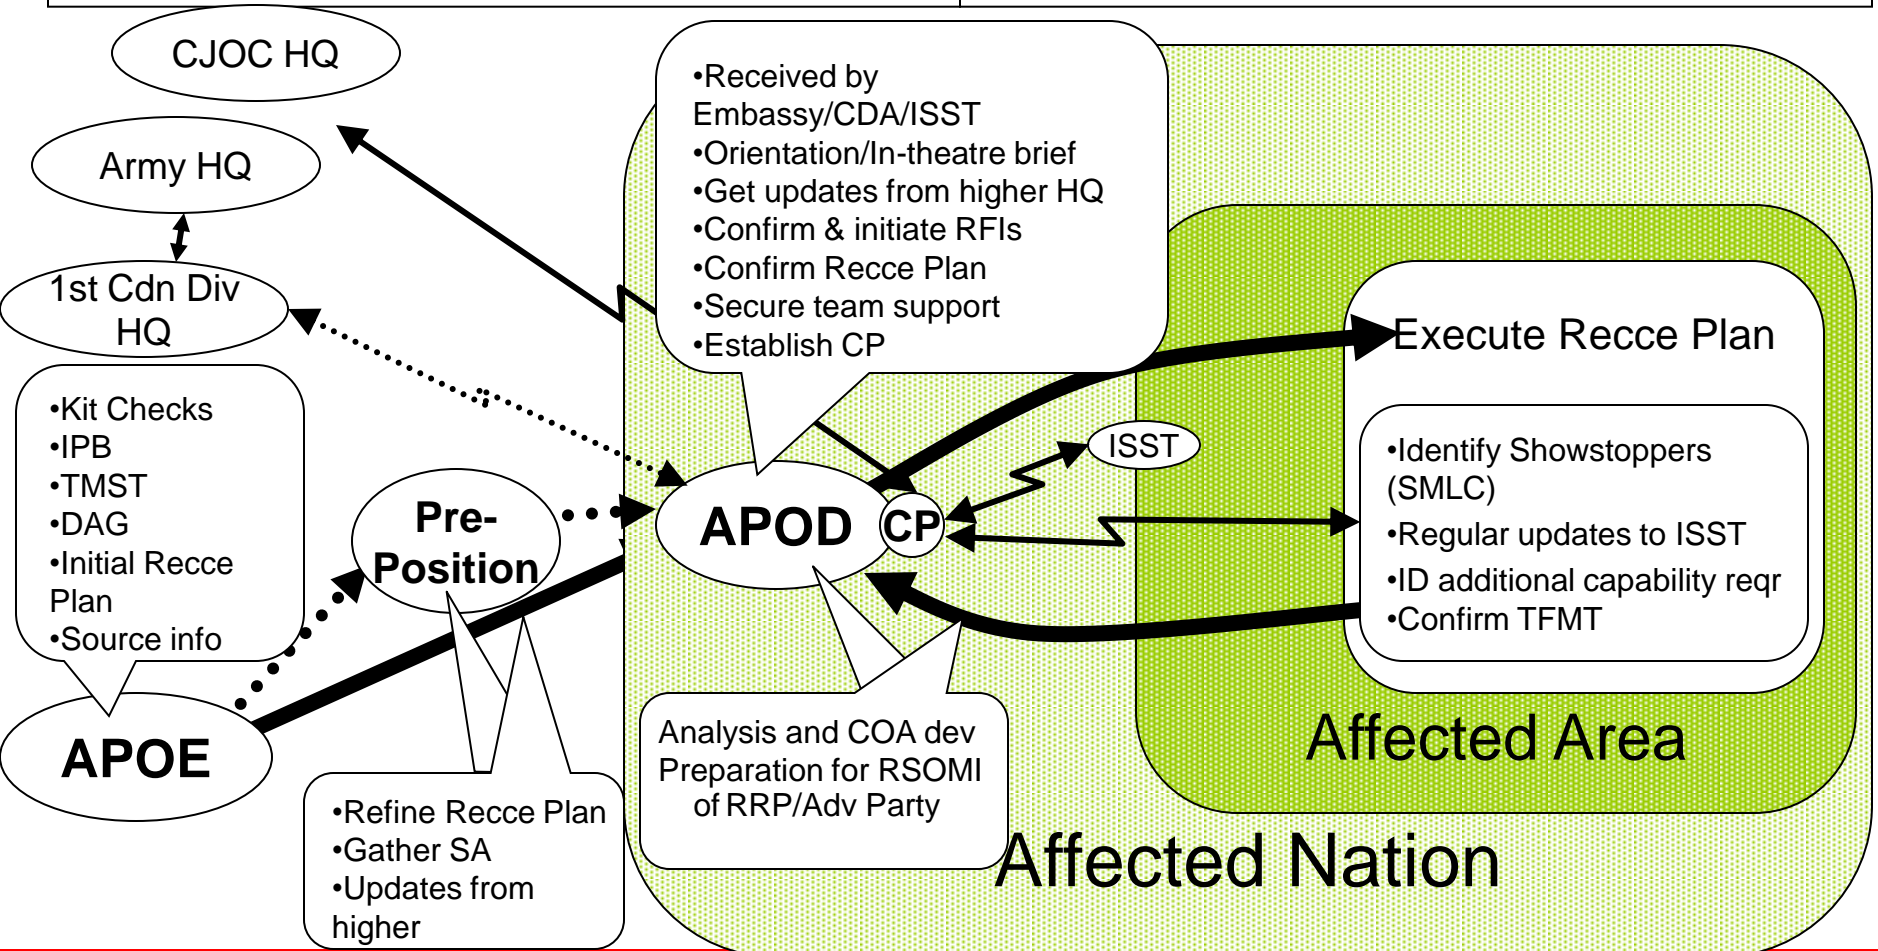 CJOC HQ
Army HQ
1st Cdn Div
HQ
•Kit Checks
•IPB
•TMST
•DAG
•Initial Recce
Plan
•Source info
APOE
Pre-
Position
•Refine Recce Plan
•Gather SA
•Updates from
higher
•Received by
Embassy/CDA/ISST
•Orientation/In-theatre brief
•Get updates from higher HQ
•Confirm & initiate RFIs
•Confirm Recce Plan
•Secure team support
•Establish CP
APOD
CP
ISST
Analysis and COA dev
Preparation for RSOMI
of RRP/Adv Party
Execute Recce Plan
•Identify Showstoppers
(SMLC)
•Regular updates to ISST
•ID additional capability reqr
•Confirm TFMT
Affected Area
Affected Nation